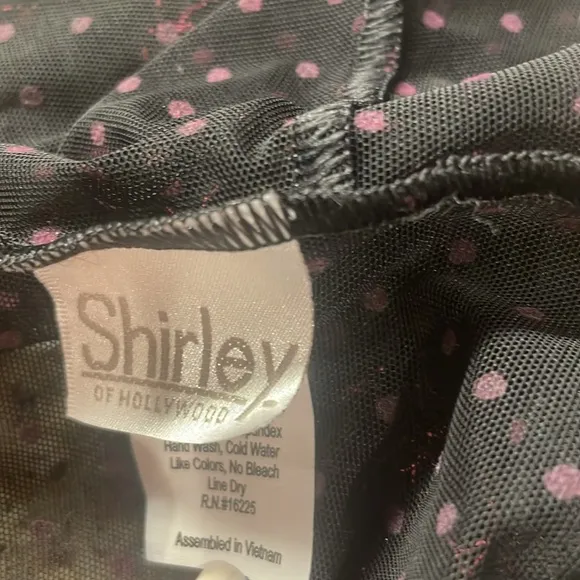 Shirley
OF HOLLYWOOD
Hand Wash, Cold Water
Like Colors, No Bleach
Line Dry
R.N.#16225
Assembled in Vietnam